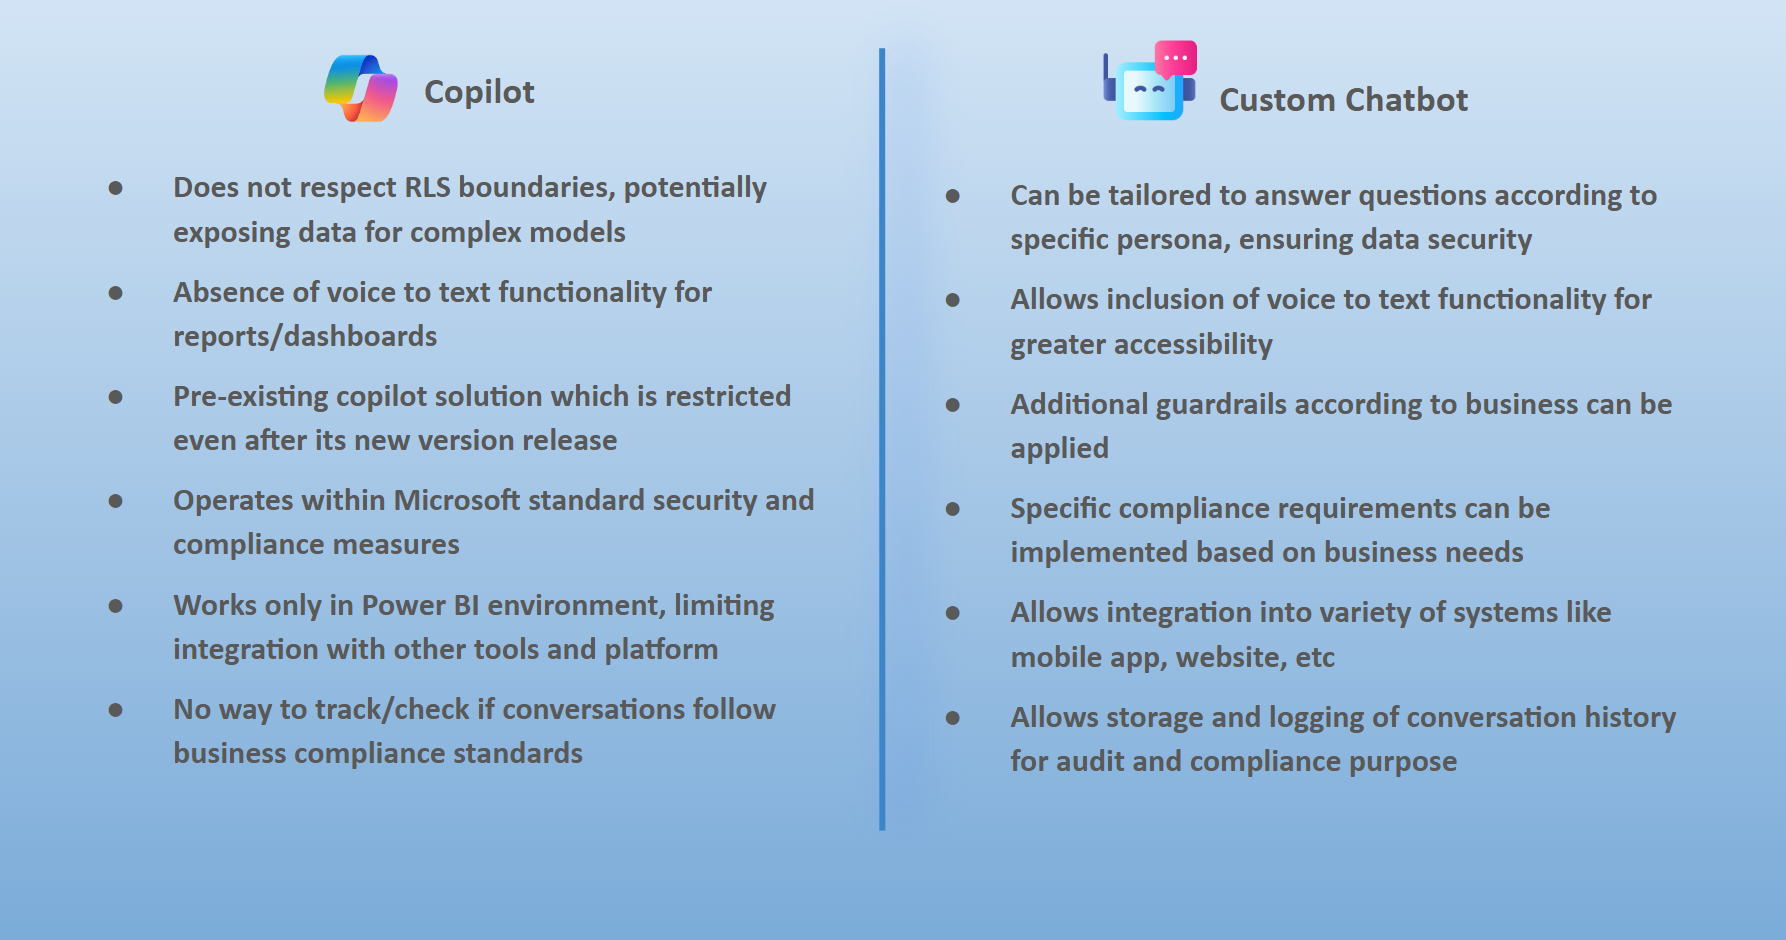 Copilot
● Does not respect RLS boundaries, potentially
exposing data for complex models
● Absence of voice to text functionality for
reports/dashboards
● Pre-existing copilot solution which is restricted
even after its new version release
● Operates within Microsoft standard security and
compliance measures
● Works only in Power BI environment, limiting
integration with other tools and platform
● No way to track/check if conversations follow
business compliance standards
Custom Chatbot
● Can be tailored to answer questions according to
specific persona, ensuring data security
● Allows inclusion of voice to text functionality for
greater accessibility
● Additional guardrails according to business can be
applied
● Specific compliance requirements can be
implemented based on business needs
● Allows integration into variety of systems like
mobile app, website, etc
● Allows storage and logging of conversation history
for audit and compliance purpose